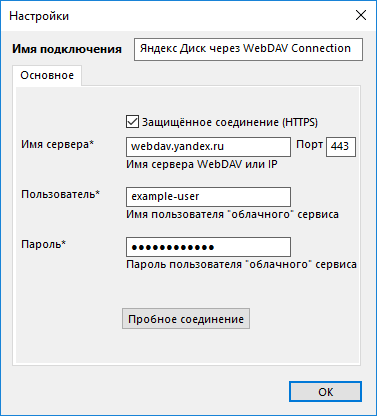 Настройки
Имя подключения Яндекс Диск через WebDAV Connection
Основное
Защищённое соединение (HTTPS)
Имя сервера* webdav.yandex.ru Порт 443
Имя сервера WebDAV или IP
Пользователь* example-user
Имя пользователя "облачного" сервиса
Пароль* ●●●●●●●●●●●●
Пароль пользователя "облачного" сервиса
Пробное соединение
OK